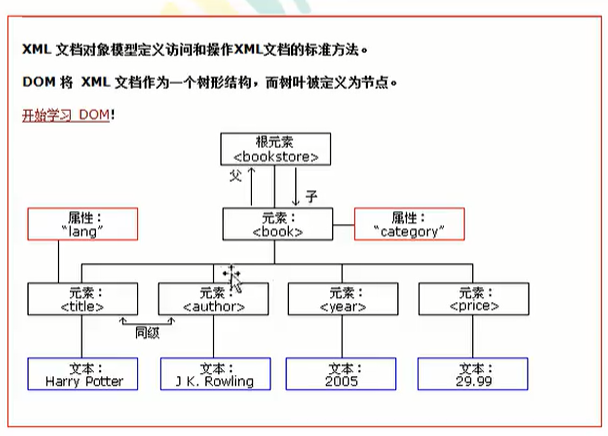 XML 文档对象模型定义访问和操作XML文档的标准方法。
DOM 将 XML 文档作为一个树形结构，而树叶被定义为节点。
开始学习 DOM!
根元素
<bookstore>
父
子
属性：
"lang"
元素：
<book>
属性：
"category"
元素：
<title>
元素：
<author>
元素：
<year>
元素：
<price>
同级
文本：
Harry Potter
文本：
J K. Rowling
文本：
2005
文本：
29.99